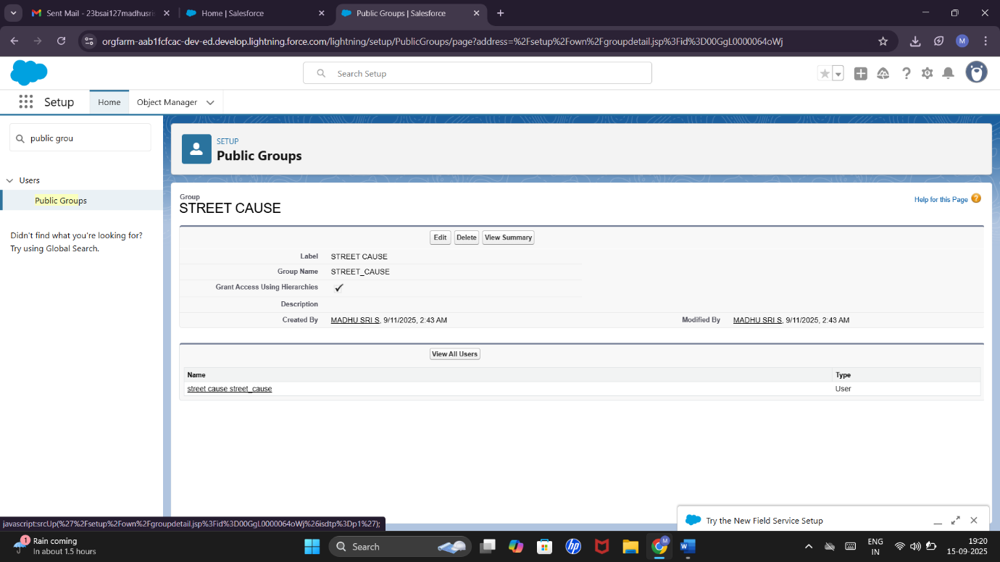 Sent Mail - 23bsai127madhusri
Home | Salesforce
Public Groups | Salesforce
orgfarm-aab1fcfcac-dev-ed.develop.lightning.force.com/lightning/setup/PublicGroups/page?address=%2Fsetup%2Fown%2Fgroupdetail.jsp%3Fid%3D00GgL0000064oWj
M
Search Setup
Setup
Home
Object Manager
public grou
Users
Public Groups
Didn't find what you're looking for?
Try using Global Search.
SETUP
Public Groups
Group
STREET CAUSE
Help for this Page
Edit Delete View Summary
Label STREET CAUSE
Group Name STREET_CAUSE
Grant Access Using Hierarchies
Description
Created By MADHU SRI S, 9/11/2025, 2:43 AM Modified By MADHU SRI S, 9/11/2025, 2:43 AM
View All Users
Name Type
street cause street_cause User
Try the New Field Service Setup
javascript:srcUp(%27%2Fsetup%2Fown%2Fgroupdetail.jsp%3Fid%3D00GgL0000064oWj%26isdtp%3Dp1%27);
1
Rain coming
In about 1.5 hours
Search
hp
M
W
ENG
IN
19:20
15-09-2025